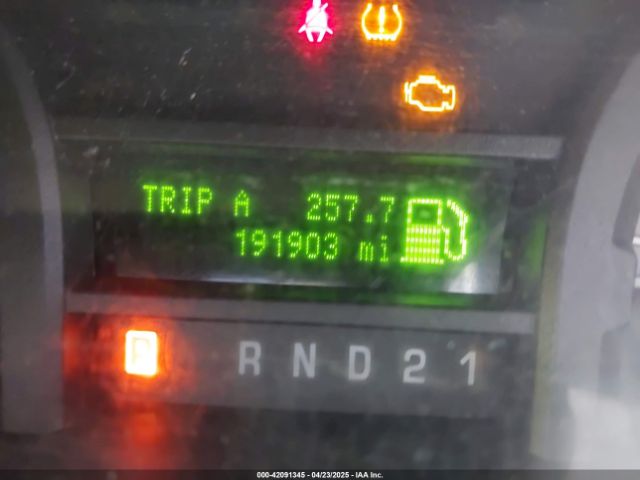 TRIP A 257.7
191903 mi
P R N D 2 1
000-42091345 - 04/23/2025 - IAA Inc.